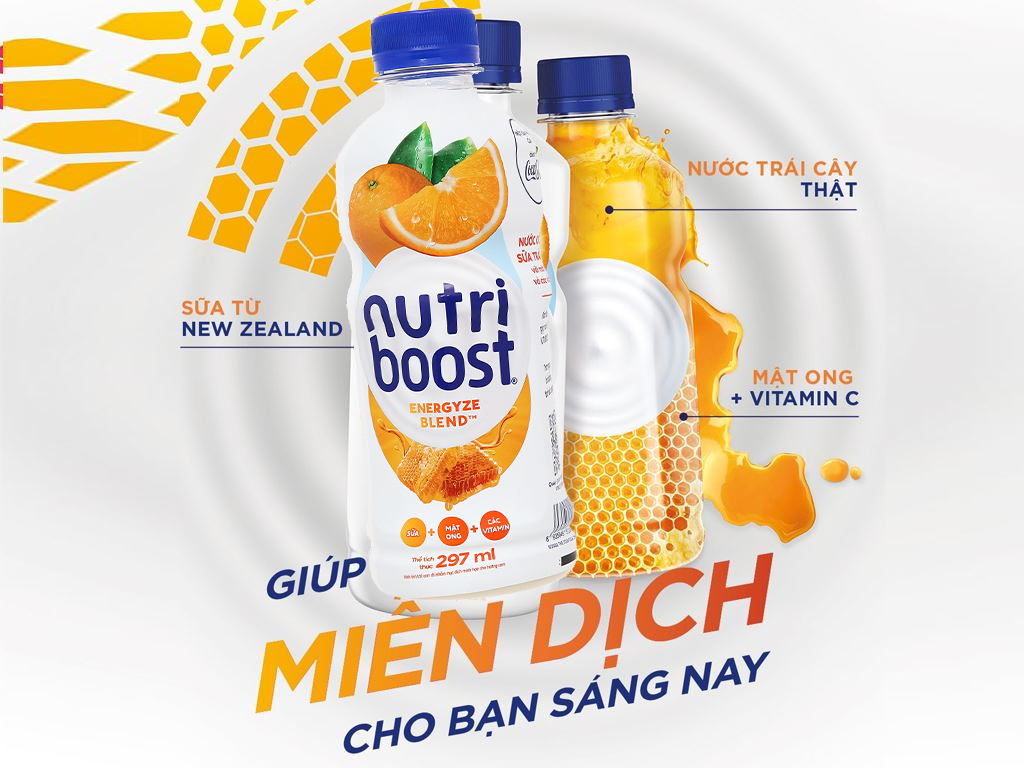 NƯỚC TRÁI CÂY
THẬT
SỮA TỪ
NEW ZEALAND
nutri
boost®
ENERGYZE
BLEND™
MẬT ONG
+ VITAMIN C
SỮA + MẬT ONG + CÁC VITAMIN
Thể tích
thực: 297 ml
GIÚP
MIỄN DỊCH
CHO BẠN SÁNG NAY